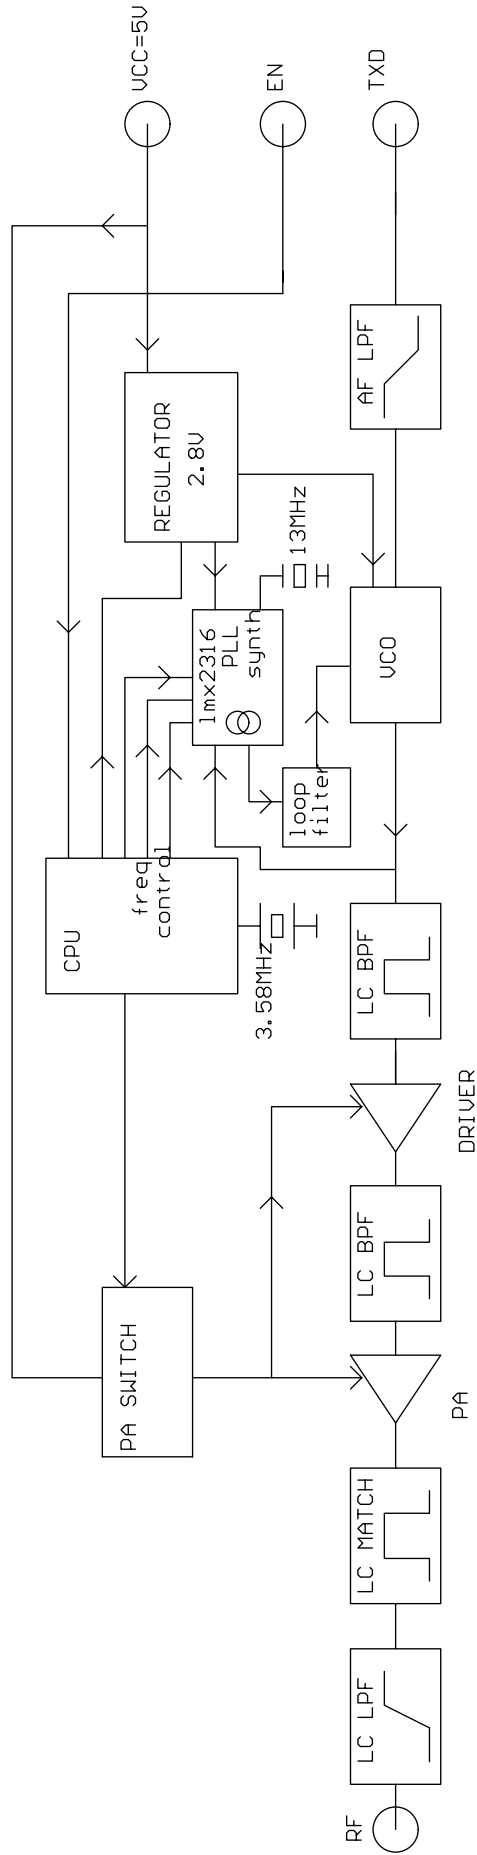 VCC=5V
EN
TXD
AF LPF
REGULATOR
2.8V
13MHz
lmx2316
PLL
synth
VCO
loop
filter
freq
control
CPU
3.58MHz
LC BPF
DRIVER
LC BPF
PA SWITCH
PA
LC MATCH
LC LPF
RF